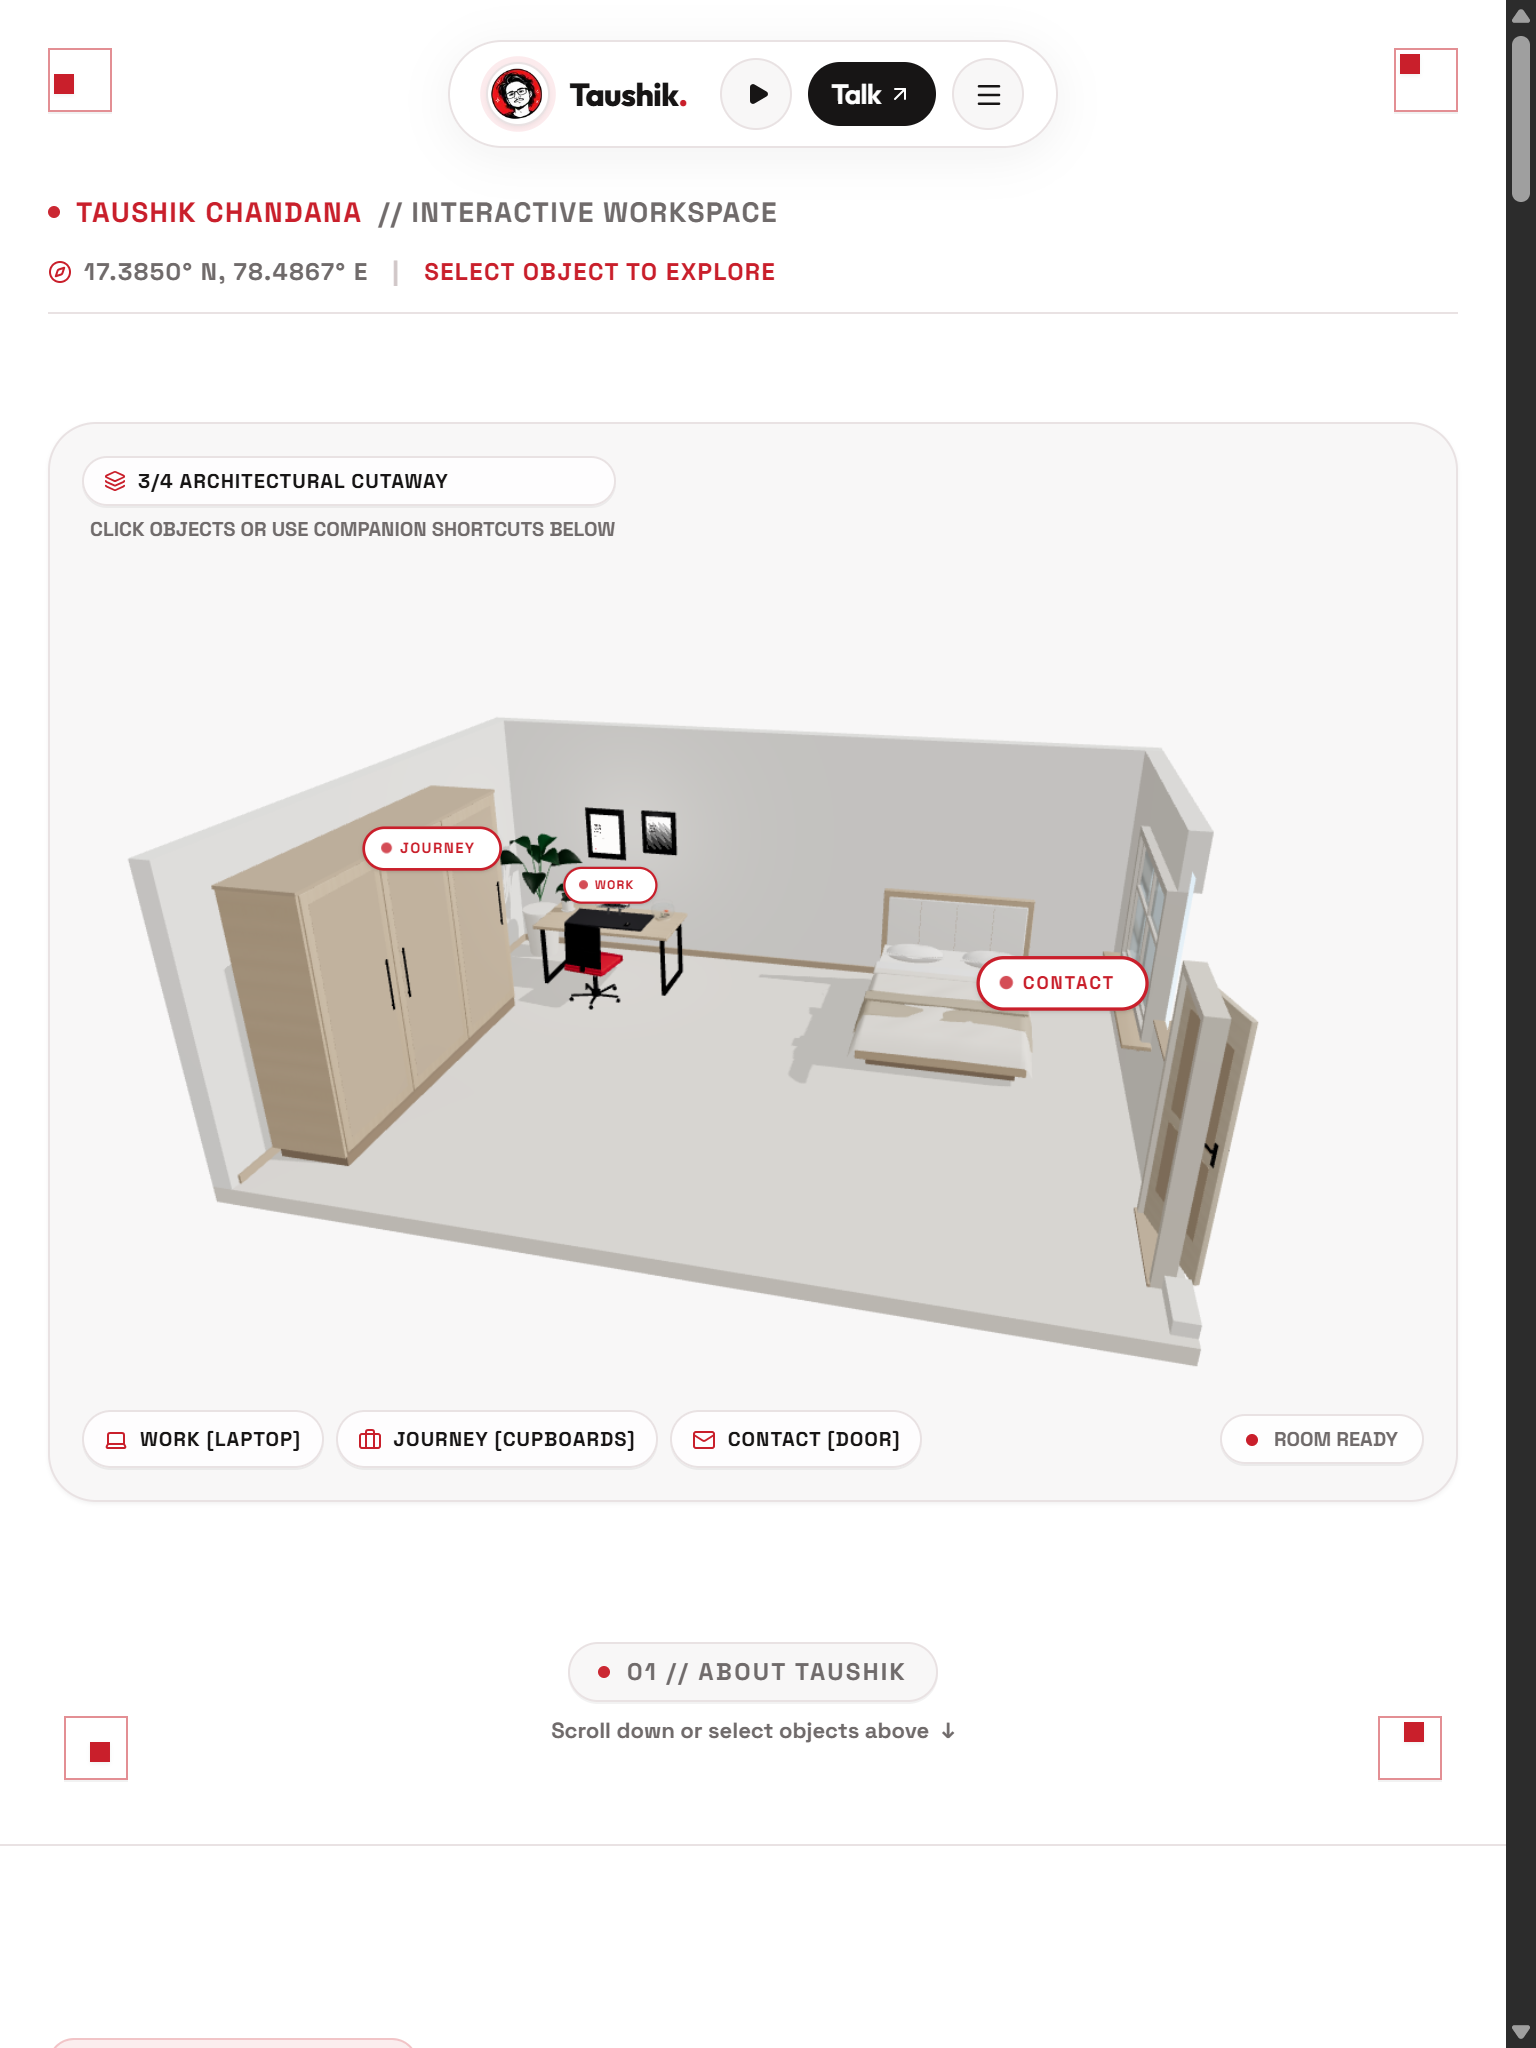 Taushik.
Talk
TAUSHIK CHANDANA // INTERACTIVE WORKSPACE
17.3850° N, 78.4867° E | SELECT OBJECT TO EXPLORE
3/4 ARCHITECTURAL CUTAWAY
CLICK OBJECTS OR USE COMPANION SHORTCUTS BELOW
JOURNEY
WORK
CONTACT
WORK [LAPTOP]
JOURNEY [CUPBOARDS]
CONTACT [DOOR]
ROOM READY
01 // ABOUT TAUSHIK
Scroll down or select objects above ↓